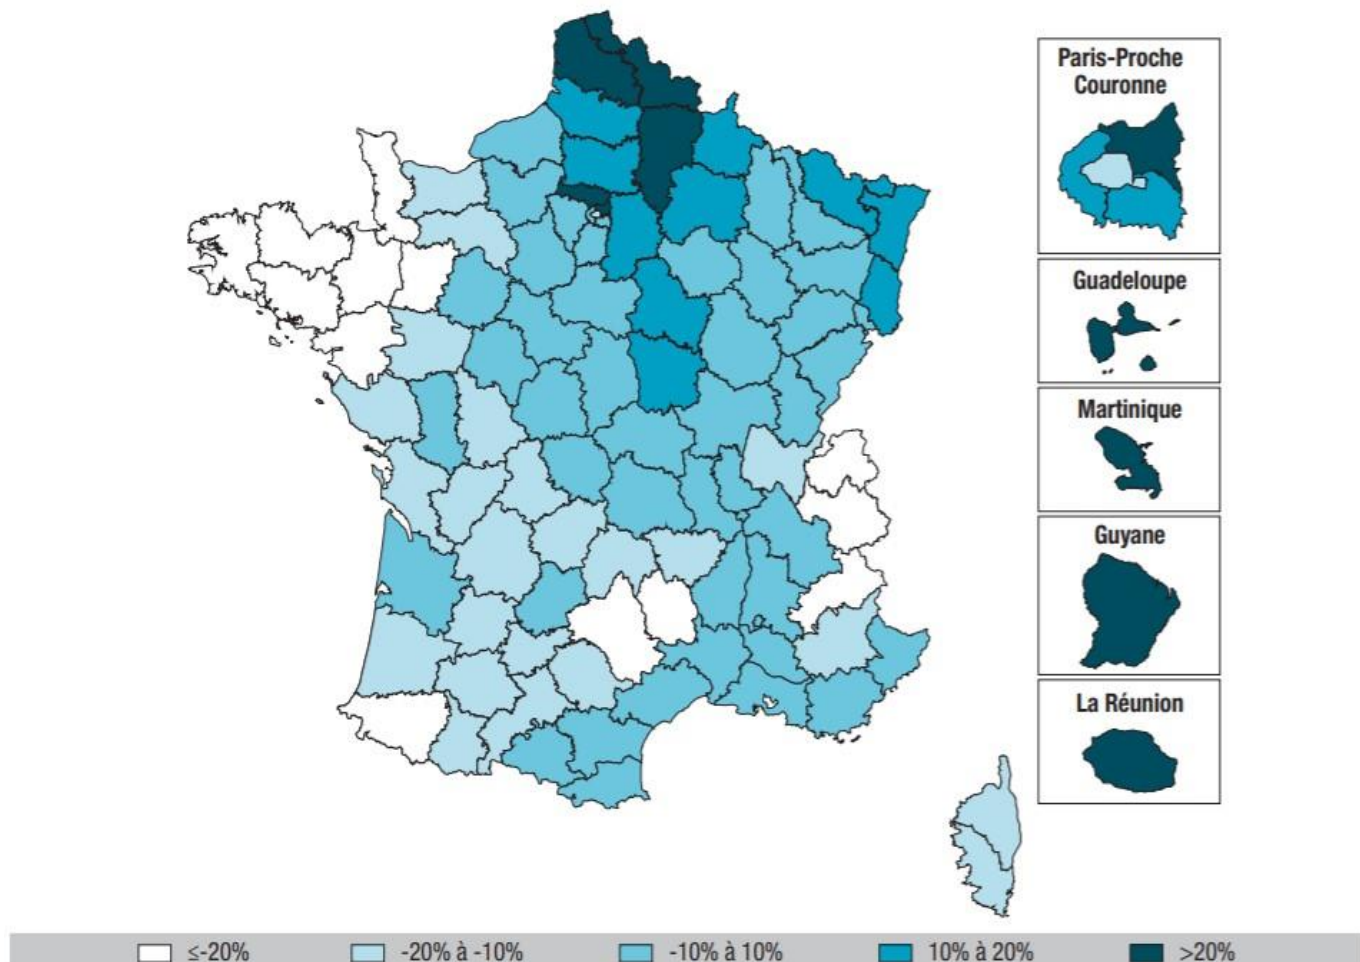 Paris-Proche
Couronne
Guadeloupe
Martinique
Guyane
La Réunion
≤-20%
-20% à -10%
-10% à 10%
10% à 20%
>20%